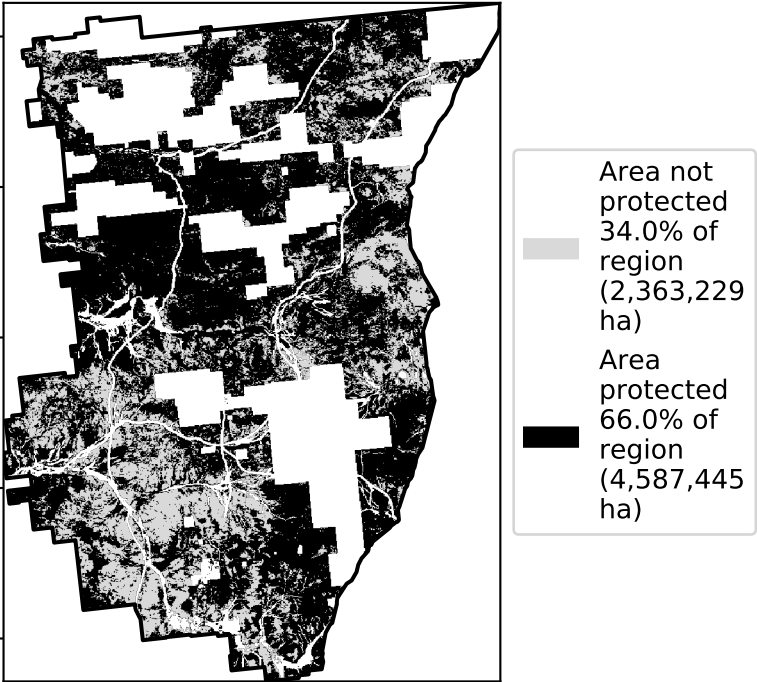 Area not
protected
34.0% of
region
(2,363,229
ha)
Area
protected
66.0% of
region
(4,587,445
ha)